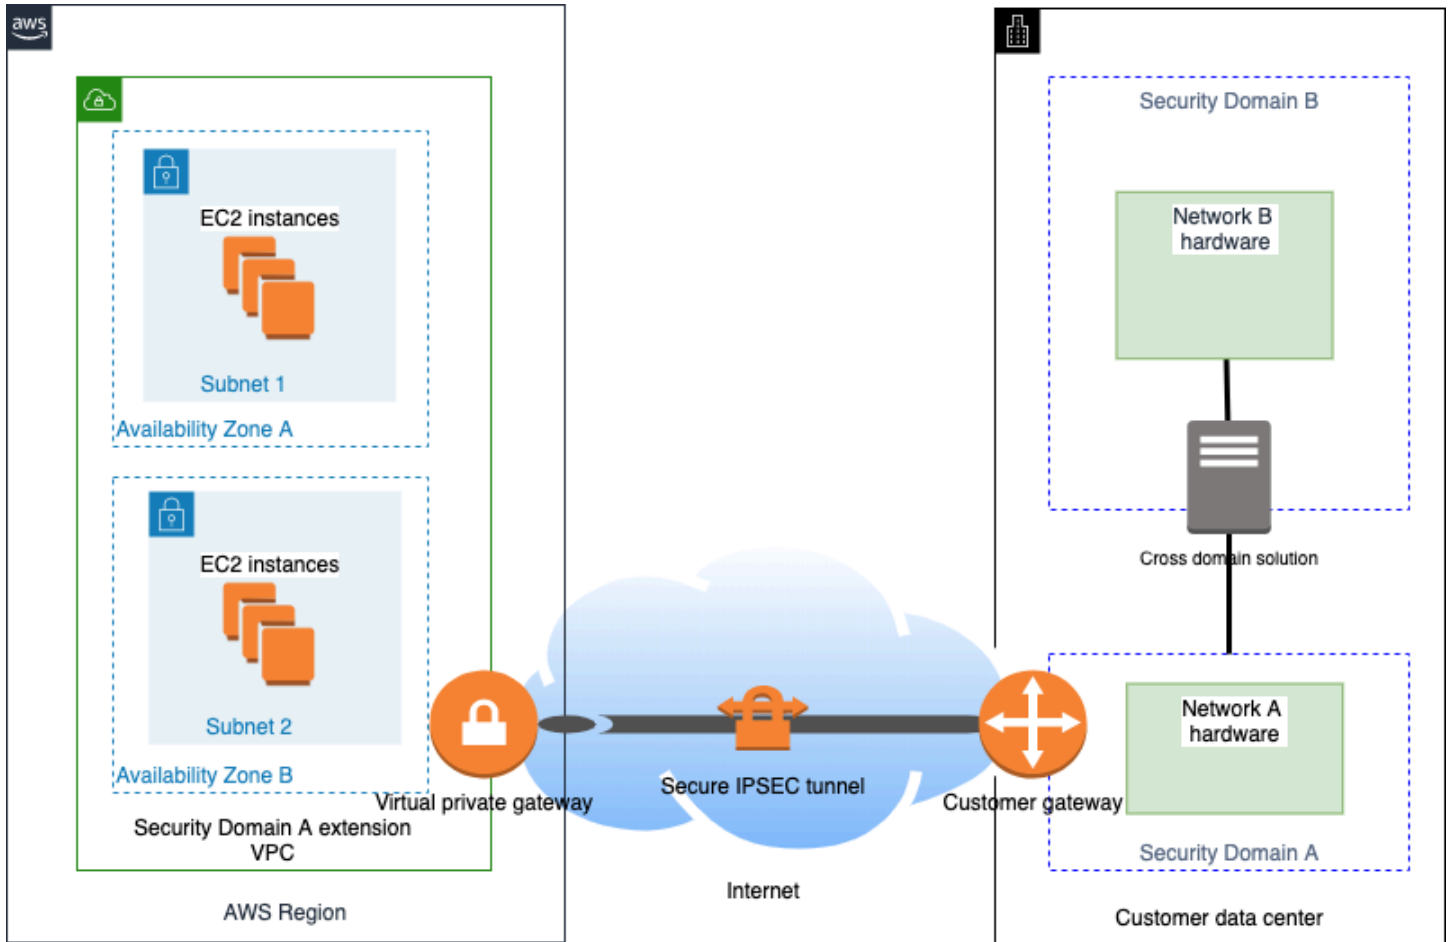 aws
EC2 instances
Subnet 1
Availability Zone A
EC2 instances
Subnet 2
Availability Zone B
Virtual private gateway
Security Domain A extension
VPC
AWS Region
Secure IPSEC tunnel
Internet
Customer gateway
Security Domain B
Network B
hardware
Cross domain solution
Network A
hardware
Security Domain A
Customer data center